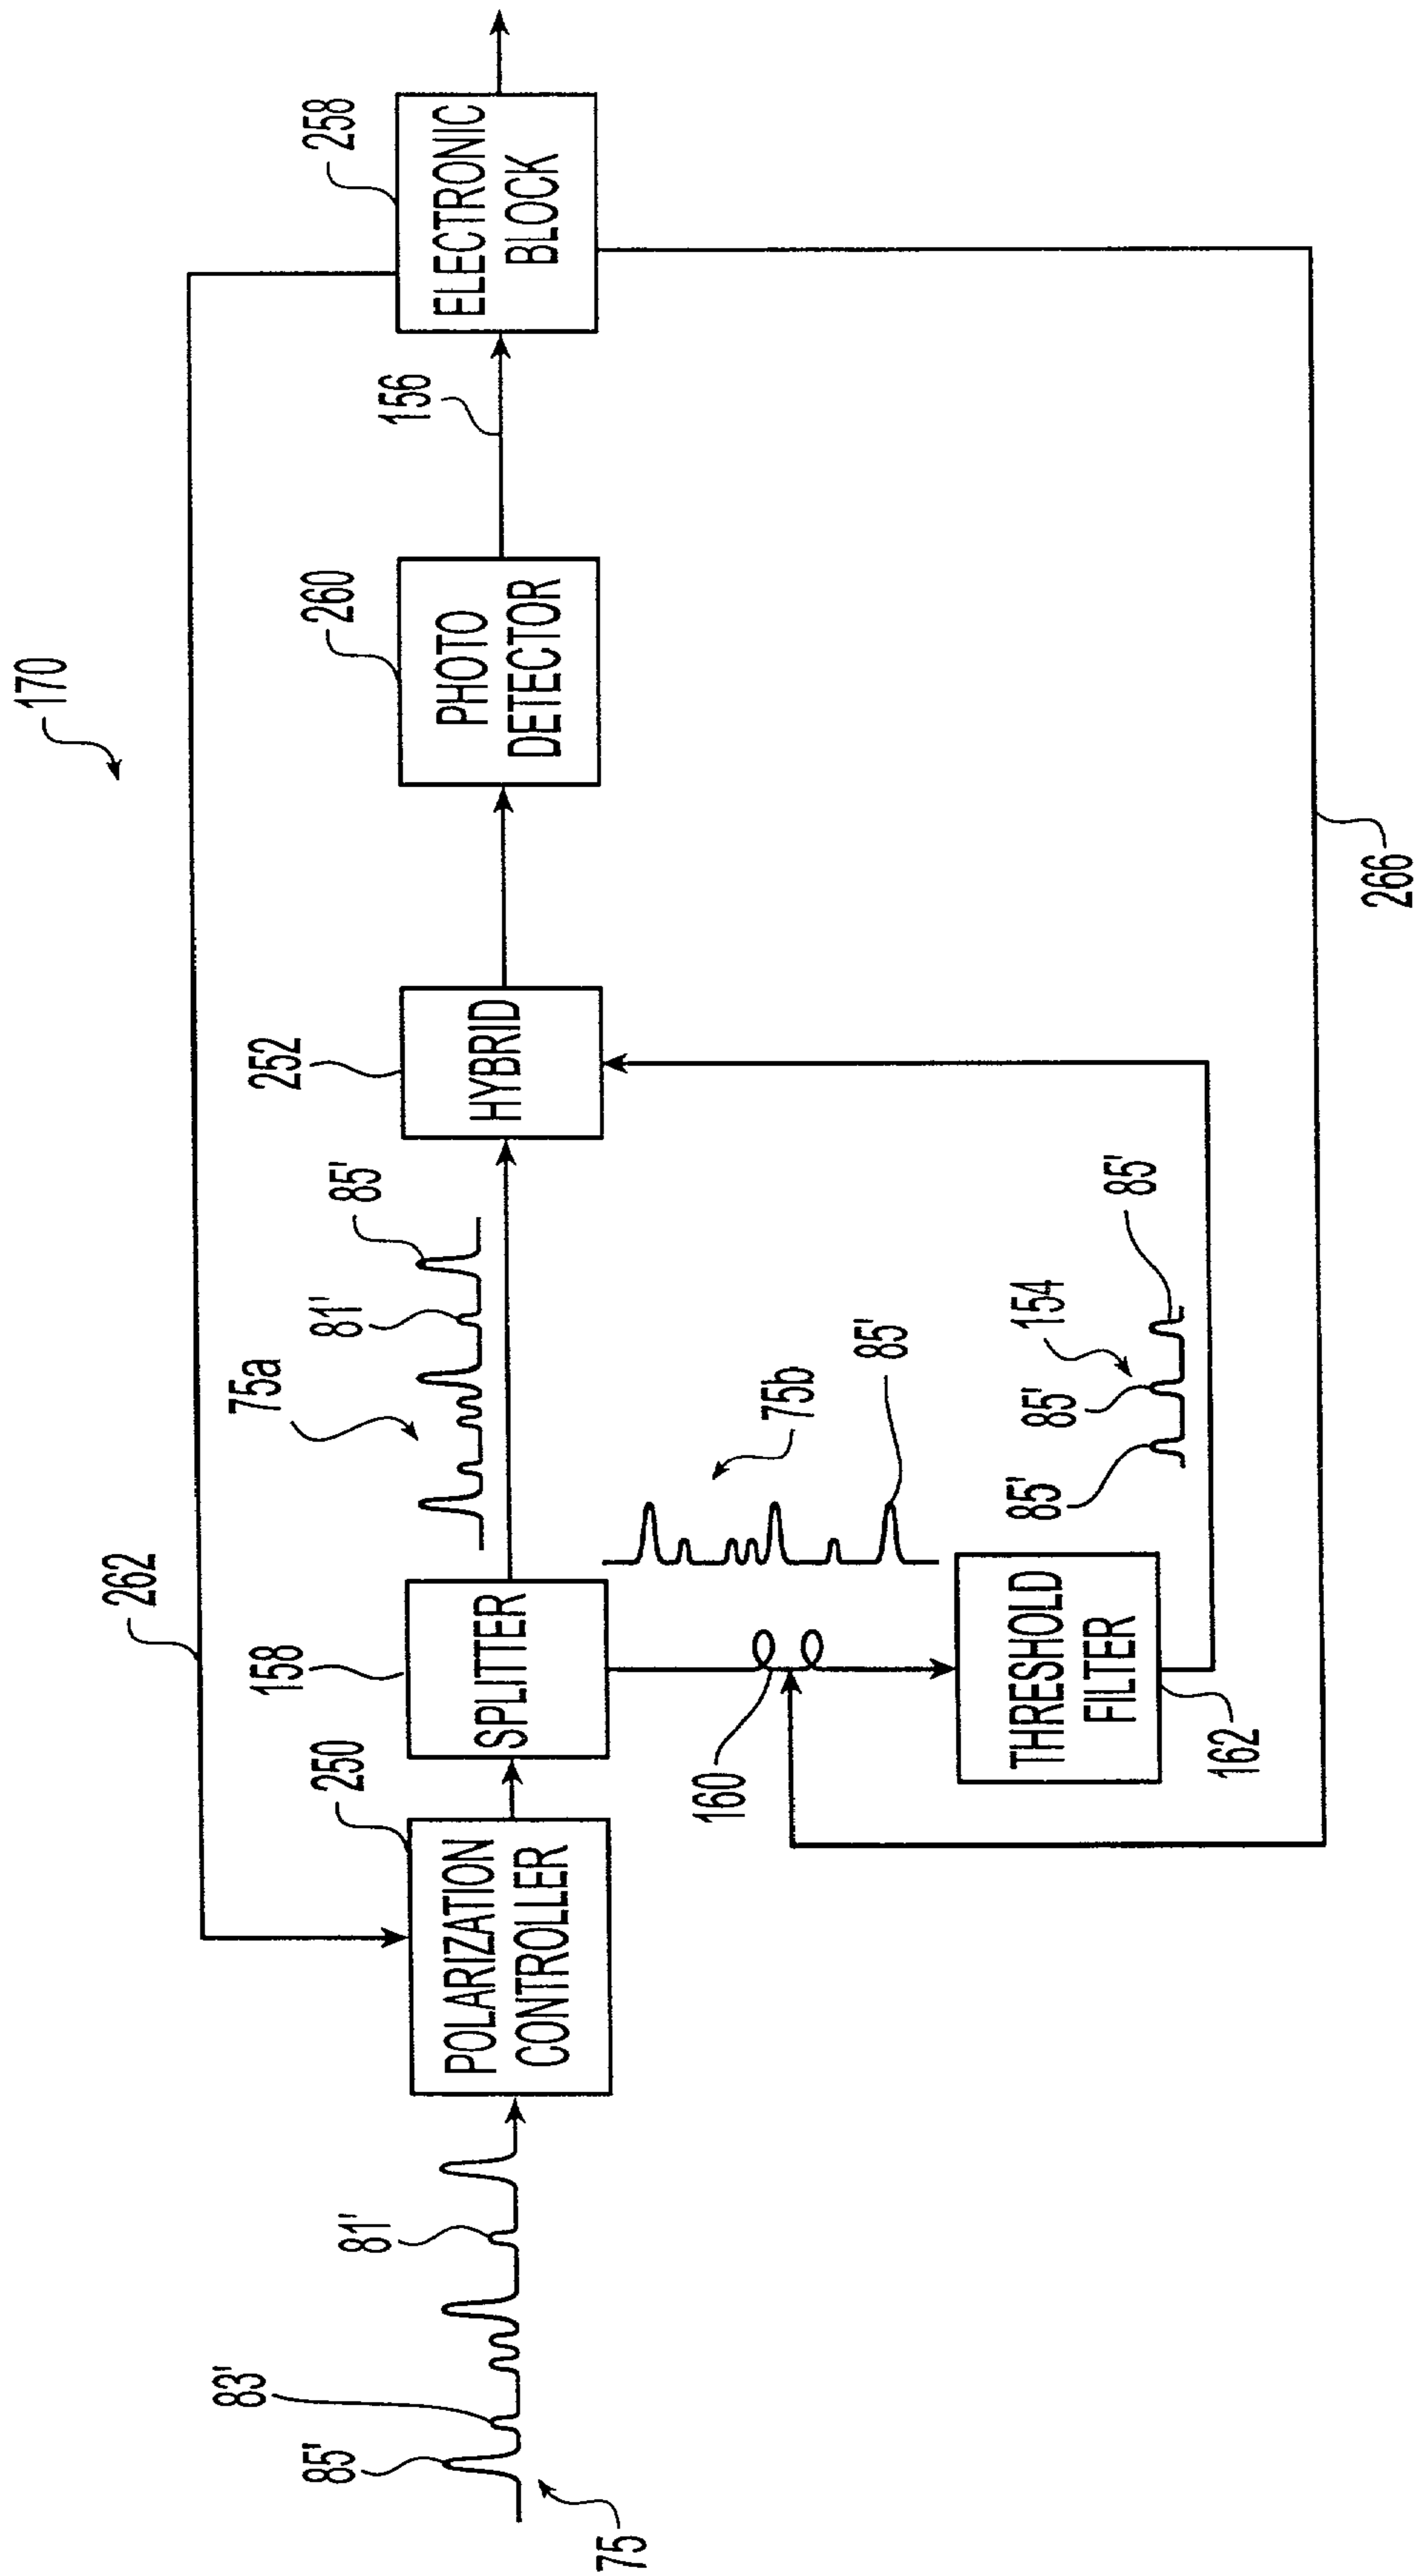 170
262
266
75
85'
83'
81'
250
POLARIZATION
CONTROLLER
158
SPLITTER
75a
81'
85'
160
75b
85'
THRESHOLD
FILTER
162
85'
85'
154
85'
252
HYBRID
260
PHOTO
DETECTOR
156
258
ELECTRONIC
BLOCK